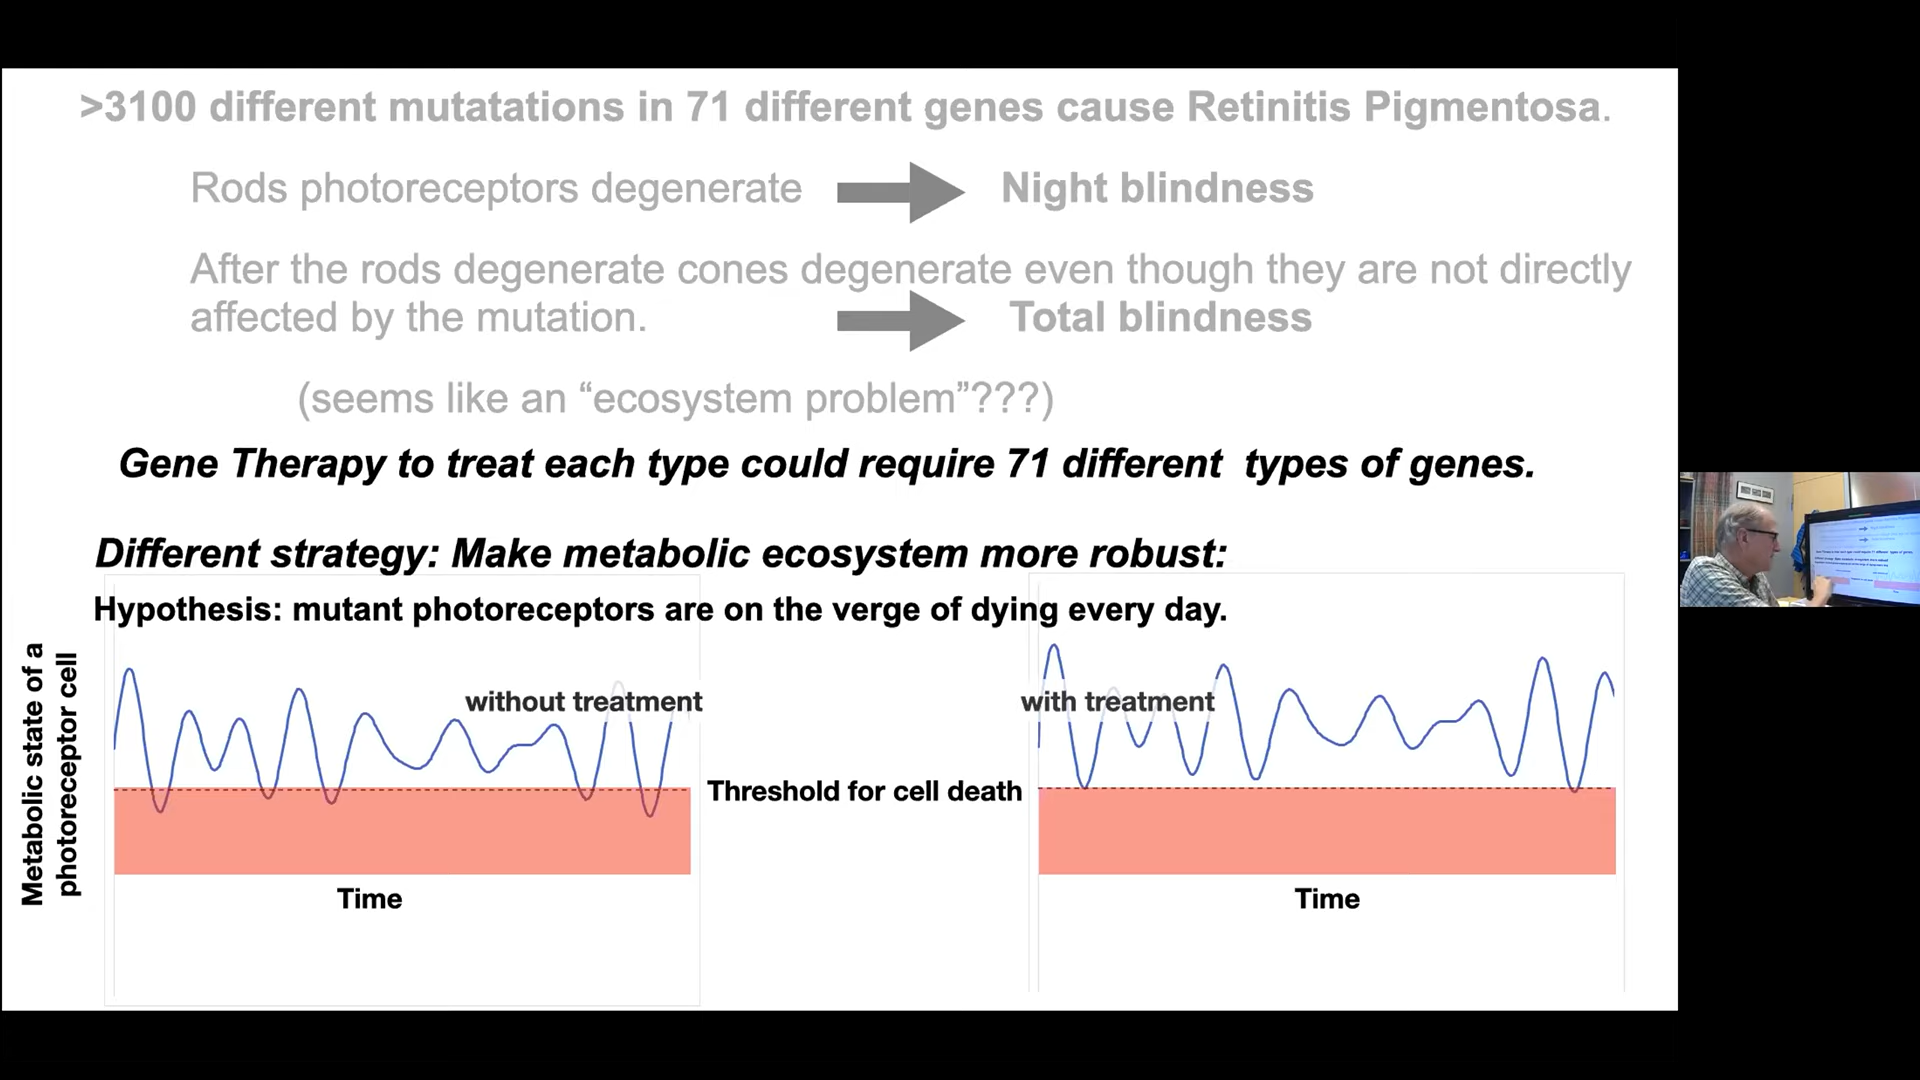 >3100 different mutatations in 71 different genes cause Retinitis Pigmentosa.
Rods photoreceptors degenerate
Night blindness
After the rods degenerate cones degenerate even though they are not directly
affected by the mutation.
Total blindness
(seems like an “ecosystem problem”???)
Gene Therapy to treat each type could require 71 different types of genes.
Different strategy: Make metabolic ecosystem more robust:
Hypothesis: mutant photoreceptors are on the verge of dying every day.
Metabolic state of a
photoreceptor cell
without treatment
with treatment
Threshold for cell death
Time
Time